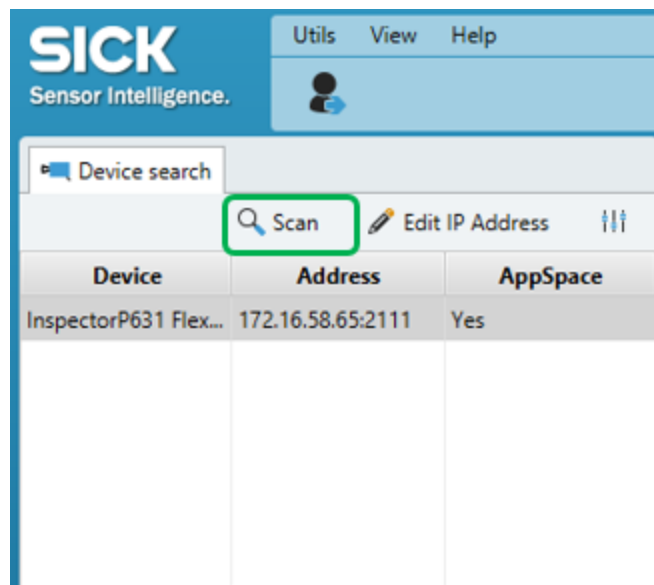 SICK
Sensor Intelligence.
Utils View Help
Device search
Scan Edit IP Address
Device Address AppSpace
InspectorP631 Flex... 172.16.58.65:2111 Yes